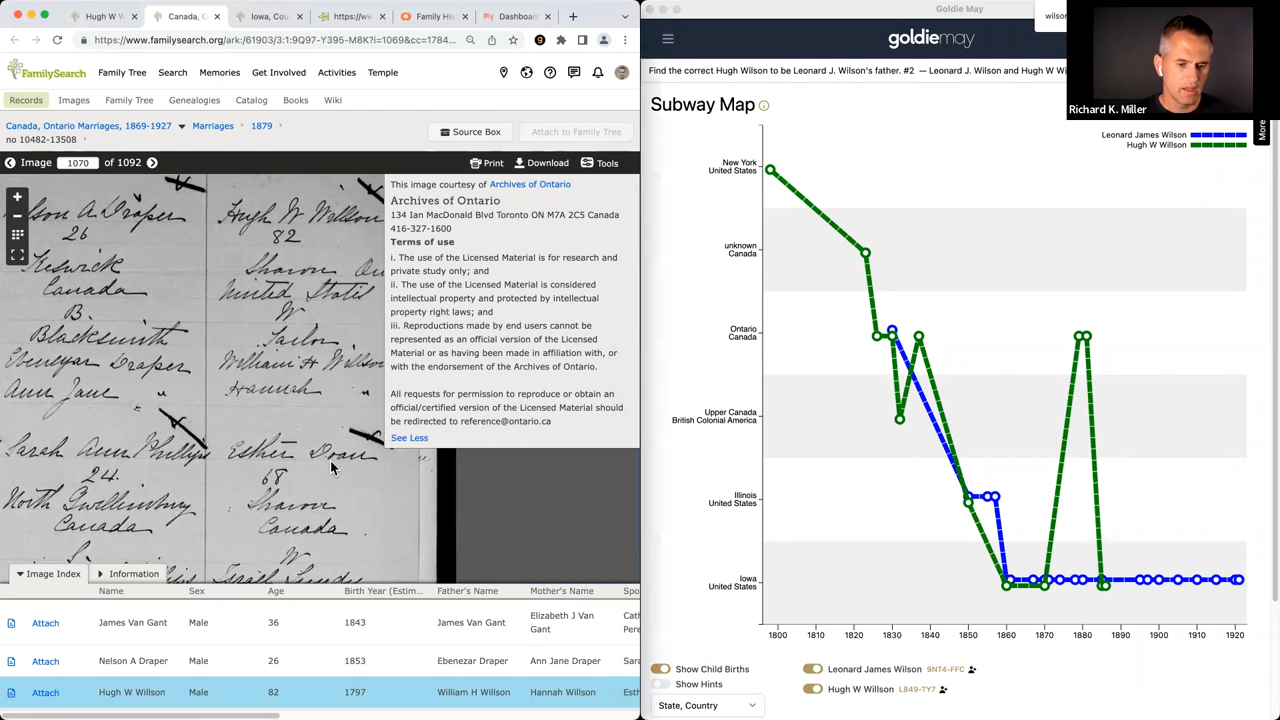 Hugh W W
Canada, O
Iowa, Cou
https://ww
Family His
Dashboar
https://www.familysearch.org/ark:/61903/3:1:9Q97-Y395-M8K?i=1069&cc=1784...
FamilySearch
Family Tree Search Memories Get Involved Activities Temple
Records Images Family Tree Genealogies Catalog Books Wiki
Canada, Ontario Marriages, 1869-1927 Marriages 1879
no 10482-13508
Source Box
Attach to Family Tree
Image 1070 of 1092
Print Download Tools
Draper
26
Canada
B.
Blacksmith
Draper
Ann Jane "
Hugh W
82
United States
W
William H
Hannah "
Sarah Ann Phillips
24
North Gwillimbury
Canada
18
Canada
This image courtesy of Archives of Ontario
Archives of Ontario
134 Ian MacDonald Blvd Toronto ON M7A 2C5 Canada
416-327-1600
Terms of use
i. The use of the Licensed Material is for research and
private study only; and
ii. The use of the Licensed Material is considered
intellectual property and protected by intellectual
property right laws; and
iii. Reproductions made by end users cannot be
represented as an official version of the Licensed
Material or as having been made in affiliation with, or
with the endorsement of the Archives of Ontario.
All requests for permission to reproduce or obtain an
official/certified version of the Licensed Material should
be redirected to reference@ontario.ca
See Less
Image Index Information
Name Sex Age Birth Year (Estim... Father's Name Mother's Name Spo
Attach James Van Gant Male 36 1843 James Van Gant Elizabeth J Van Gant Cath Pere
Attach Nelson A Draper Male 26 1853 Ebenezar Draper Ann Jane Draper Sara
Attach Hugh W Willson Male 82 1797 William H Willson Hannah Willson Esth
Goldie May
wilson
goldiemay
Find the correct Hugh Wilson to be Leonard J. Wilson's father. #2 — Leonard J. Wilson and Hugh W Wi
Richard K. Miller
More
Subway Map
Leonard James Wilson
Hugh W Willson
New York
United States
unknown
Canada
Ontario
Canada
Upper Canada
British Colonial America
Illinois
United States
Iowa
United States
1800 1810 1820 1830 1840 1850 1860 1870 1880 1890 1900 1910 1920
Show Child Births
Show Hints
State, Country
Leonard James Wilson 9NT4-FFC
Hugh W Willson L849-TY7